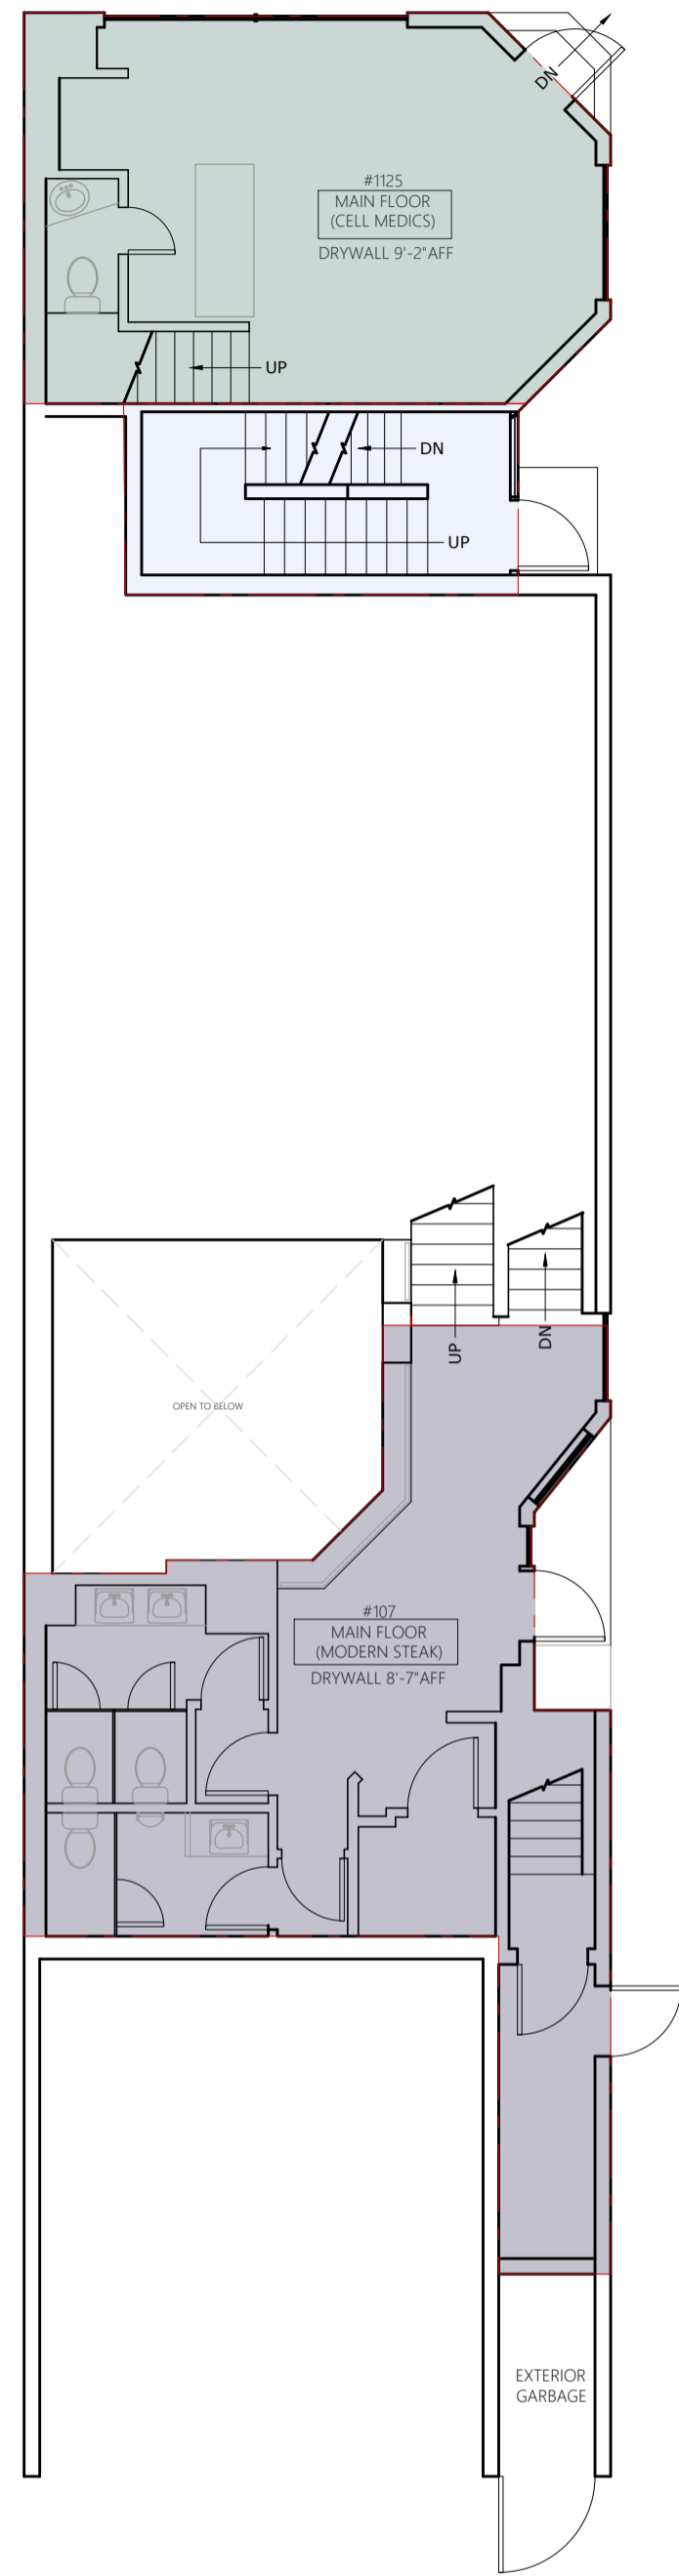 DN
#1125
MAIN FLOOR
(CELL MEDICS)
DRYWALL 9'-2"AFF
UP
DN
UP
UP
DN
OPEN TO BELOW
#107
MAIN FLOOR
(MODERN STEAK)
DRYWALL 8'-7"AFF
EXTERIOR
GARBAGE